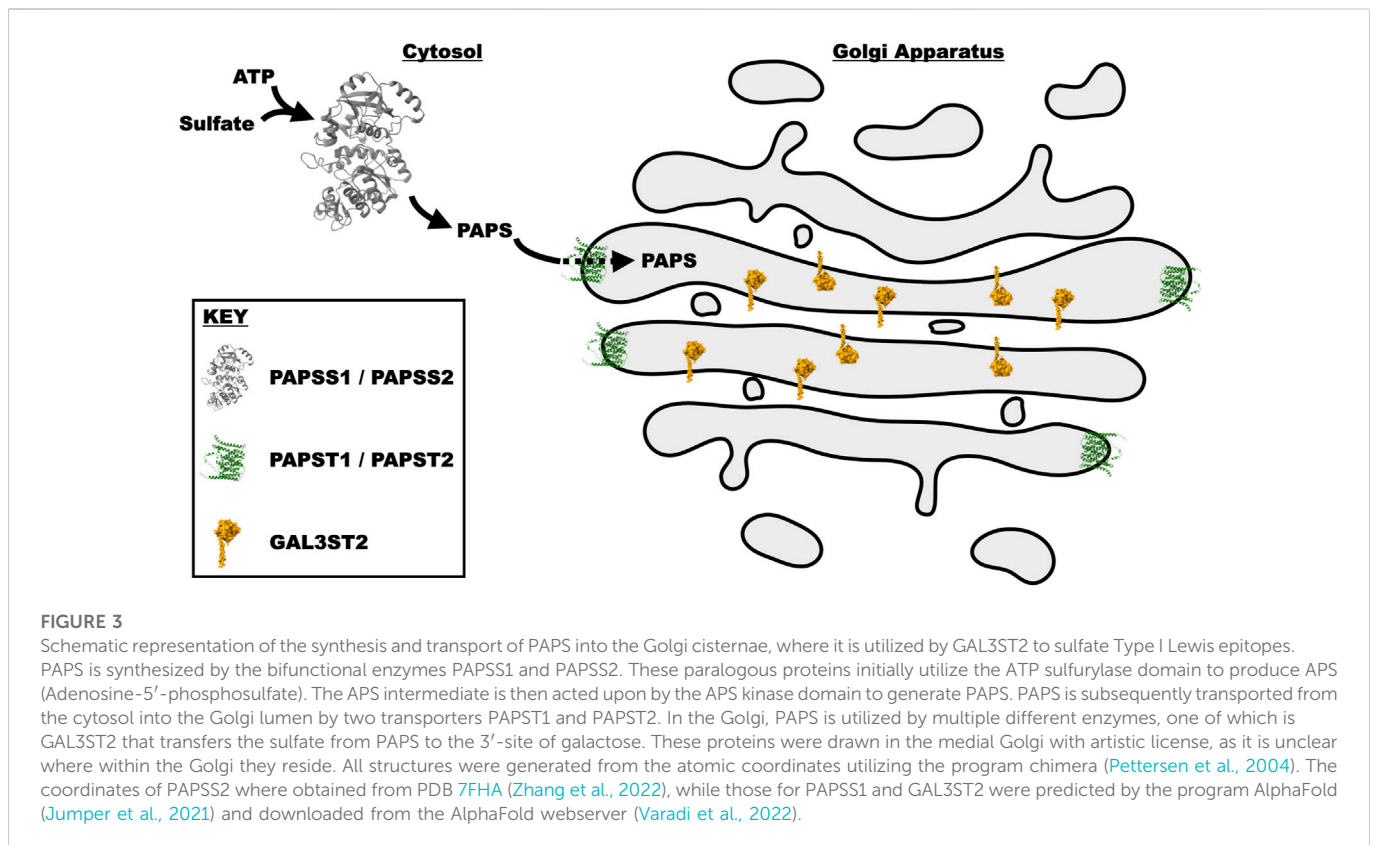 Cytosol
Golgi Apparatus
ATP
Sulfate
PAPS
PAPS
KEY
PAPSS1 / PAPSS2
PAPST1 / PAPST2
GAL3ST2
FIGURE 3
Schematic representation of the synthesis and transport of PAPS into the Golgi cisternae, where it is utilized by GAL3ST2 to sulfate Type I Lewis epitopes.
PAPS is synthesized by the bifunctional enzymes PAPSS1 and PAPSS2. These paralogous proteins initially utilize the ATP sulfurylase domain to produce APS
(Adenosine-5′-phosphosulfate). The APS intermediate is then acted upon by the APS kinase domain to generate PAPS. PAPS is subsequently transported from
the cytosol into the Golgi lumen by two transporters PAPST1 and PAPST2. In the Golgi, PAPS is utilized by multiple different enzymes, one of which is
GAL3ST2 that transfers the sulfate from PAPS to the 3′-site of galactose. These proteins were drawn in the medial Golgi with artistic license, as it is unclear
where within the Golgi they reside. All structures were generated from the atomic coordinates utilizing the program chimera (Pettersen et al., 2004). The
coordinates of PAPSS2 where obtained from PDB 7FHA (Zhang et al., 2022), while those for PAPSS1 and GAL3ST2 were predicted by the program AlphaFold
(Jumper et al., 2021) and downloaded from the AlphaFold webserver (Varadi et al., 2022).